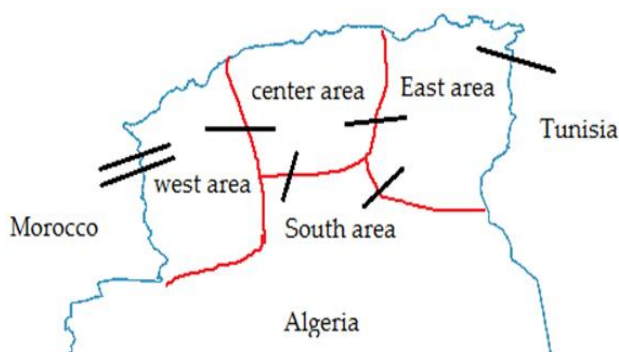 center area
East area
Tunisia
west area
Morocco
South area
Algeria